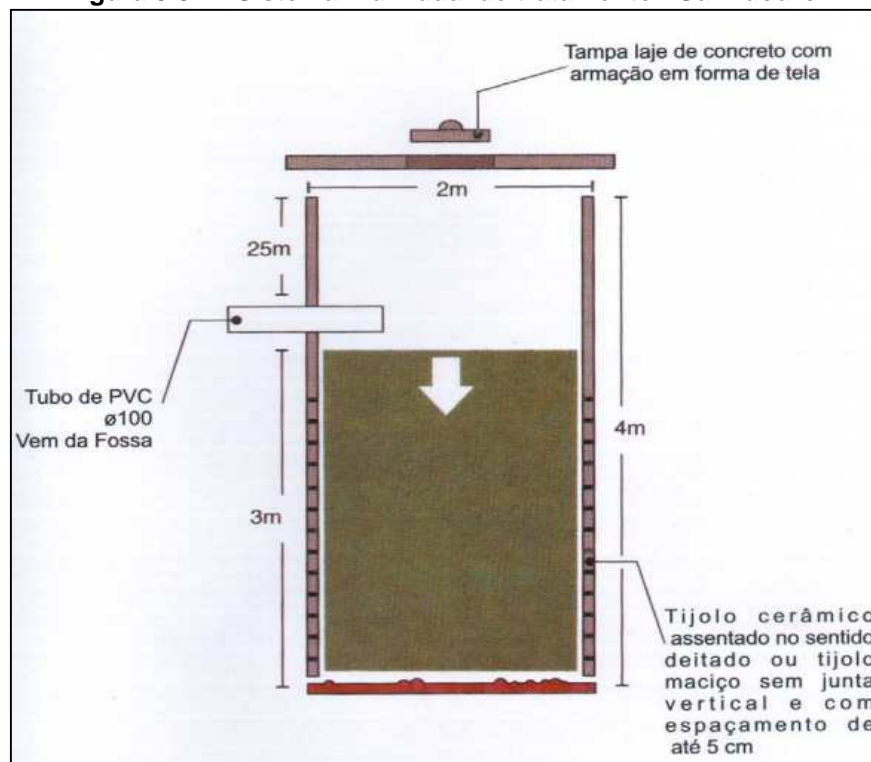 Tampa laje de concreto com
armação em forma de tela
2m
25m
Tubo de PVC
ø100
Vem da Fossa
4m
3m
Tijolo cerâmico
assentado no sentido
deitado ou tijolo
maciço sem junta
vertical e com
espaçamento de
até 5 cm